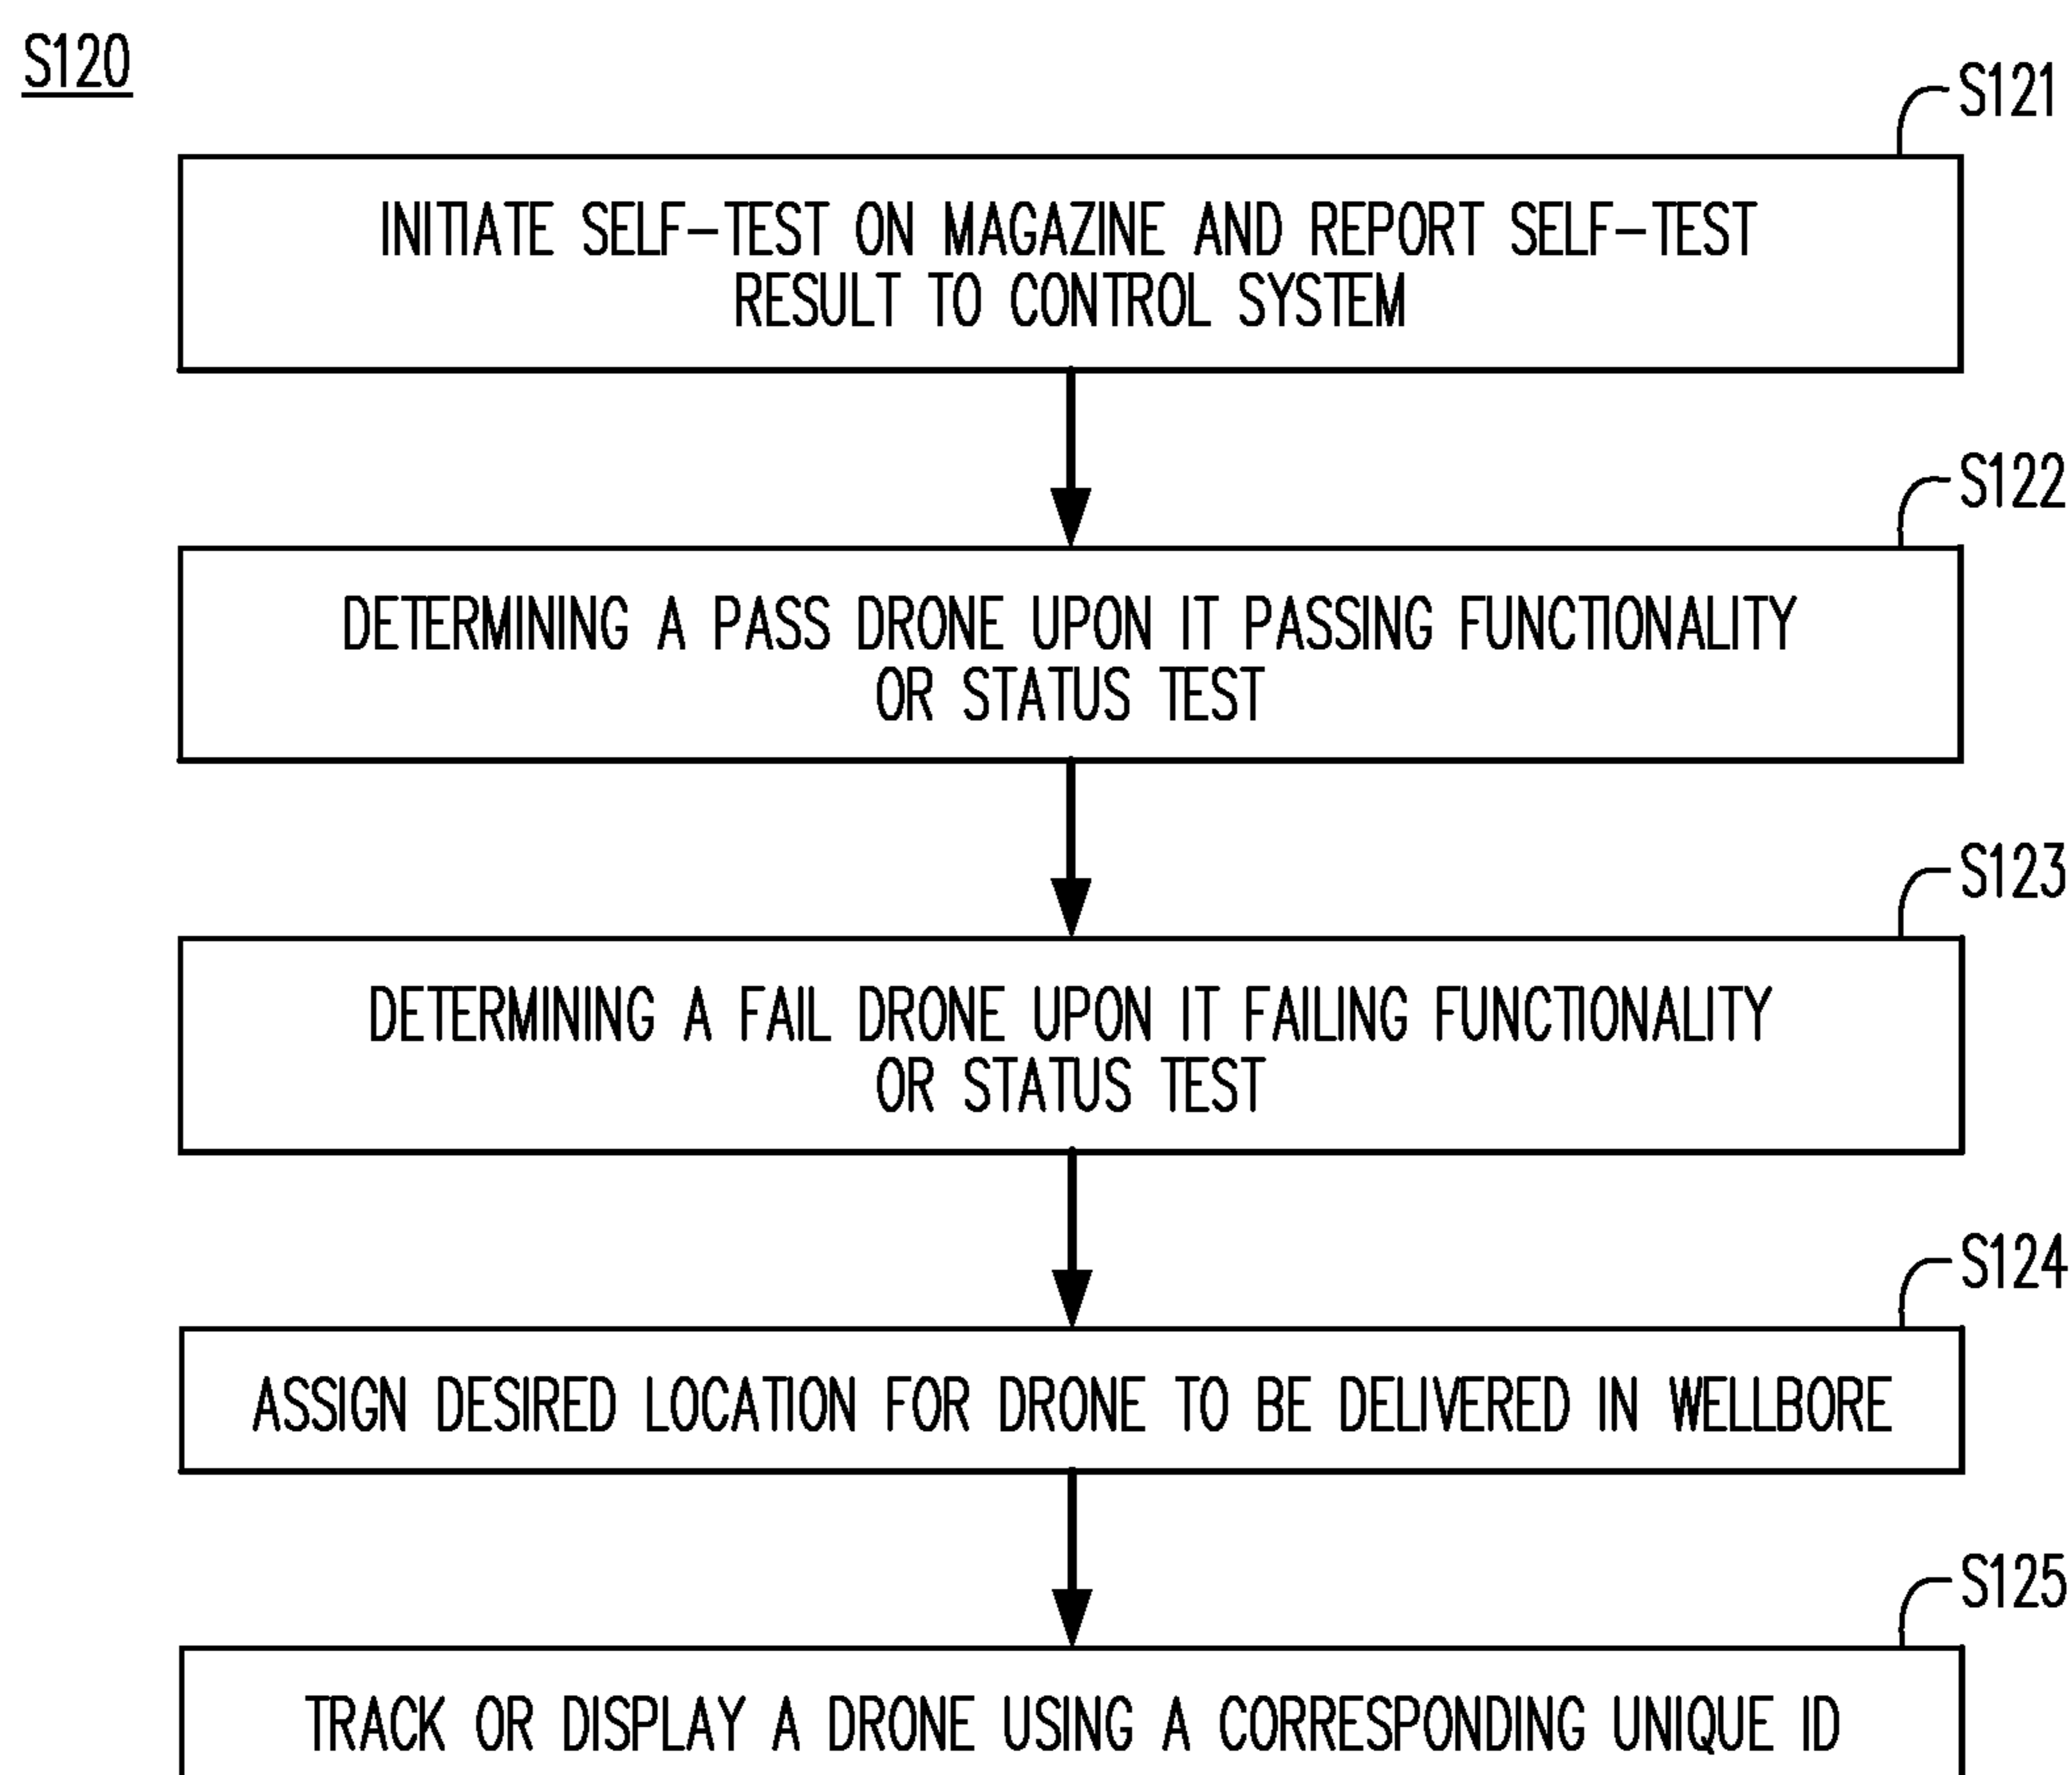 S120
S121
INITIATE SELF-TEST ON MAGAZINE AND REPORT SELF-TEST
RESULT TO CONTROL SYSTEM
S122
DETERMINING A PASS DRONE UPON IT PASSING FUNCTIONALITY
OR STATUS TEST
S123
DETERMINING A FAIL DRONE UPON IT FAILING FUNCTIONALITY
OR STATUS TEST
S124
ASSIGN DESIRED LOCATION FOR DRONE TO BE DELIVERED IN WELLBORE
S125
TRACK OR DISPLAY A DRONE USING A CORRESPONDING UNIQUE ID